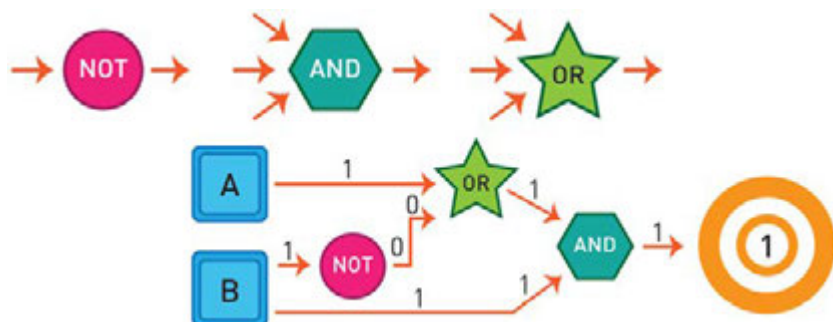 NOT AND OR
A 1 OR
0 1
1 NOT 0 AND 1 1
B 1 1